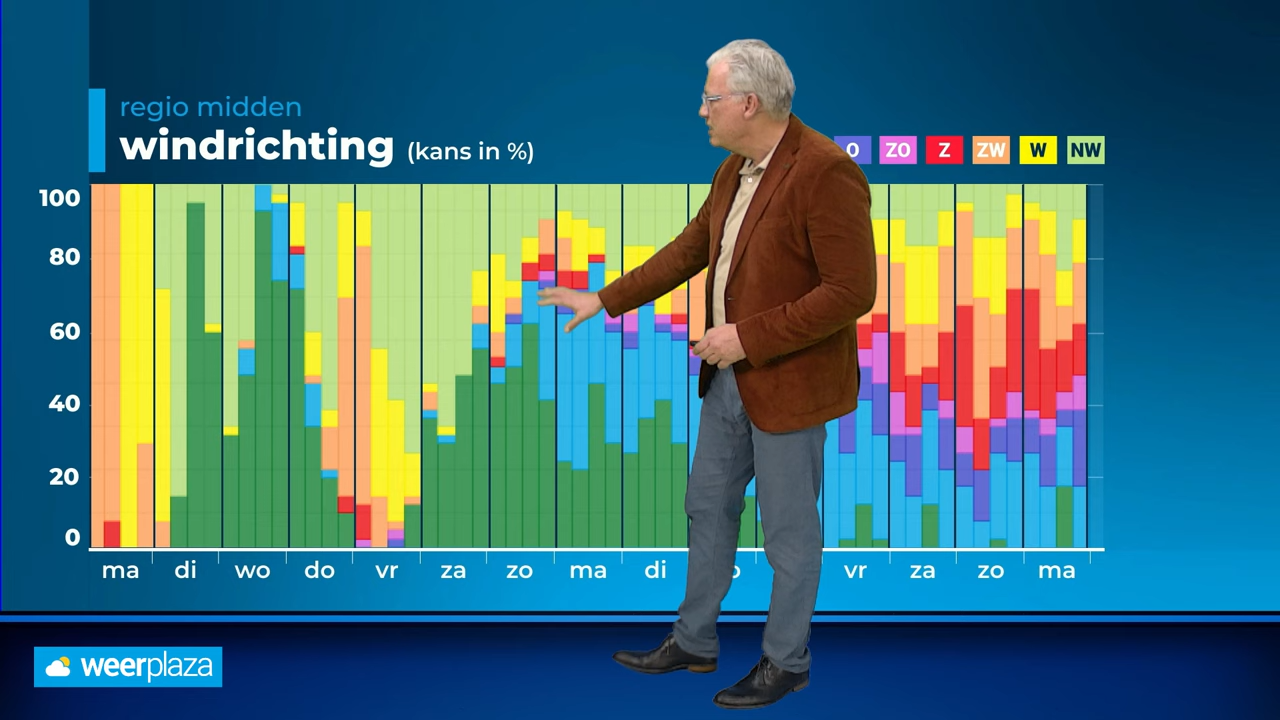 regio midden
windrichting (kans in %)
O ZO Z ZW W NW
100
80
60
40
20
0
ma di wo do vr za zo ma di vr za zo ma
weerplaza